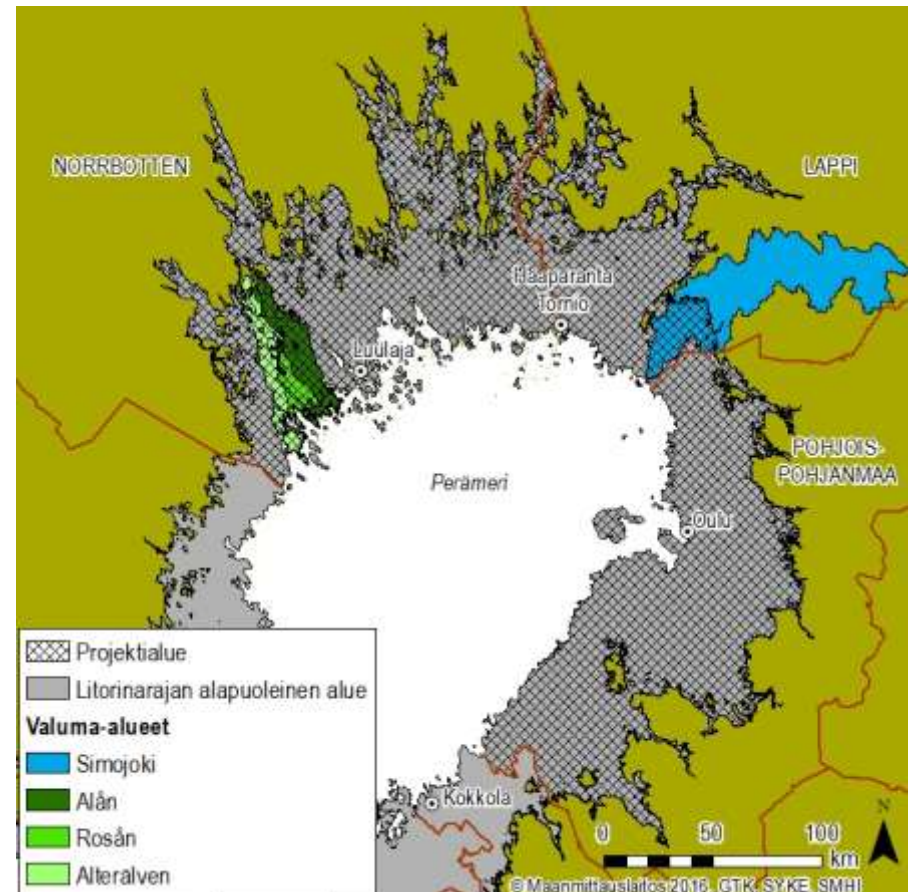 NORRBOTTEN
LAPPI
Haaparanta
Tornio
Luulaja
Perämeri
POHJOIS-
POHJANMAA
Oulu
Kokkola
Projektialue
Litorinarajan alapuoleinen alue
Valuma-alueet
Simojoki
Alån
Rosån
Alterälven
N
0 50 100
km
© Maanmittauslaitos 2016, GTK, SYKE, SMHI